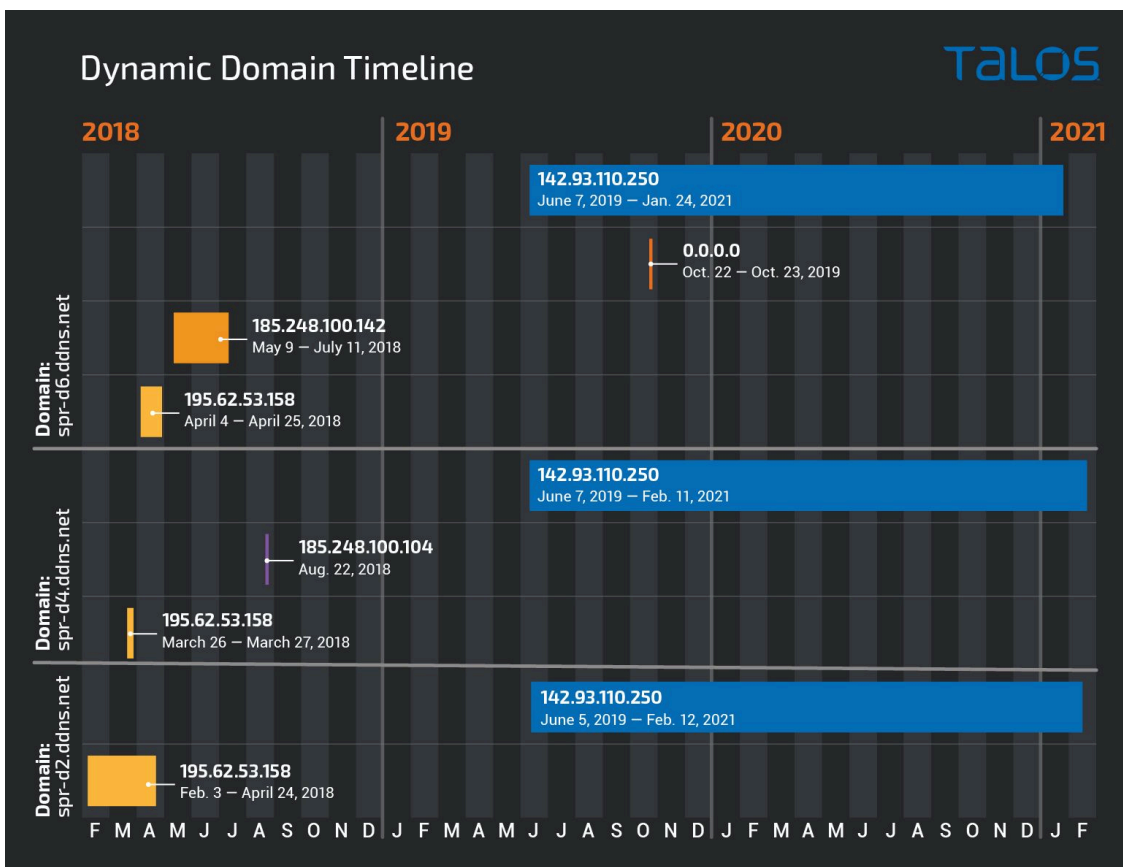 Dynamic Domain Timeline
TALOS
2018
2019
2020
2021
Domain:
spr-d6.ddns.net
142.93.110.250
June 7, 2019 — Jan. 24, 2021
0.0.0.0
Oct. 22 — Oct. 23, 2019
185.248.100.142
May 9 — July 11, 2018
195.62.53.158
April 4 — April 25, 2018
Domain:
spr-d4.ddns.net
142.93.110.250
June 7, 2019 — Feb. 11, 2021
185.248.100.104
Aug. 22, 2018
195.62.53.158
March 26 — March 27, 2018
Domain:
spr-d2.ddns.net
142.93.110.250
June 5, 2019 — Feb. 12, 2021
195.62.53.158
Feb. 3 — April 24, 2018
F M A M J J A S O N D J F M A M J J A S O N D J F M A M J J A S O N D J F